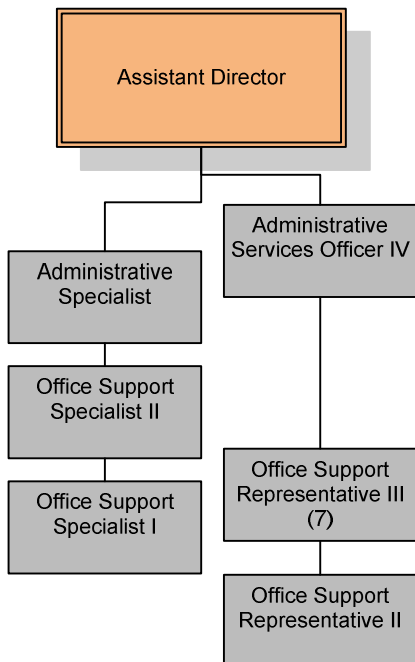 Assistant Director
Administrative
Services Officer IV
Administrative
Specialist
Office Support
Specialist II
Office Support
Representative III
(7)
Office Support
Specialist I
Office Support
Representative II